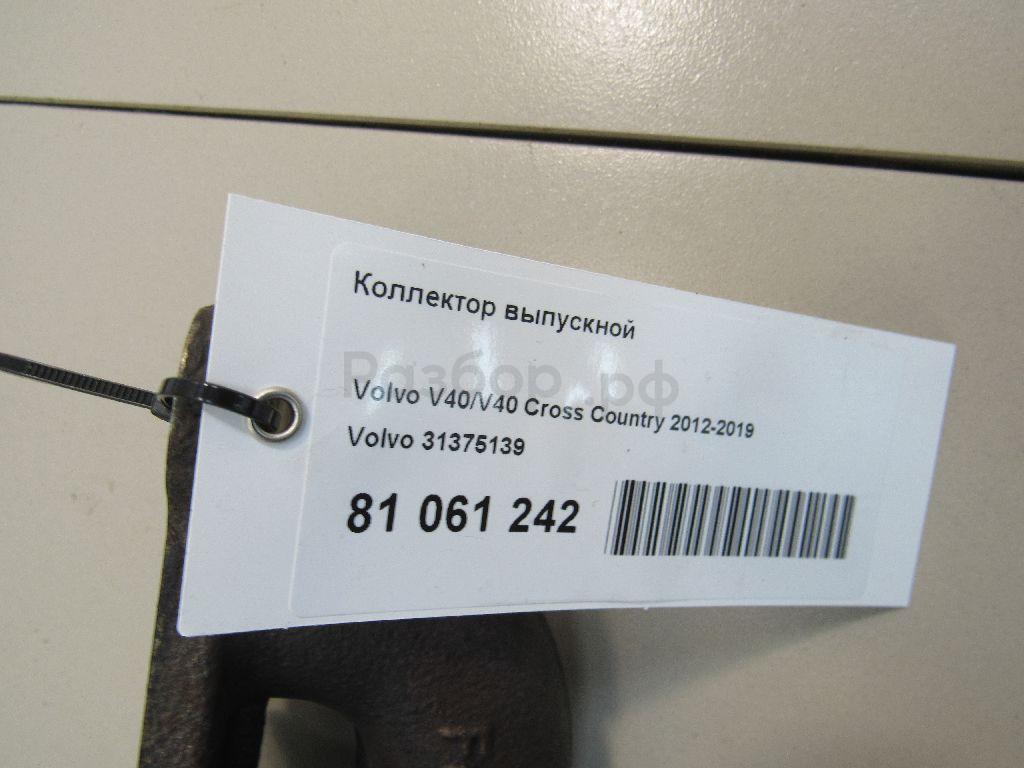 Коллектор выпускной
Разбор.рф
Volvo V40/V40 Cross Country 2012-2019
Volvo 31375139
81 061 242